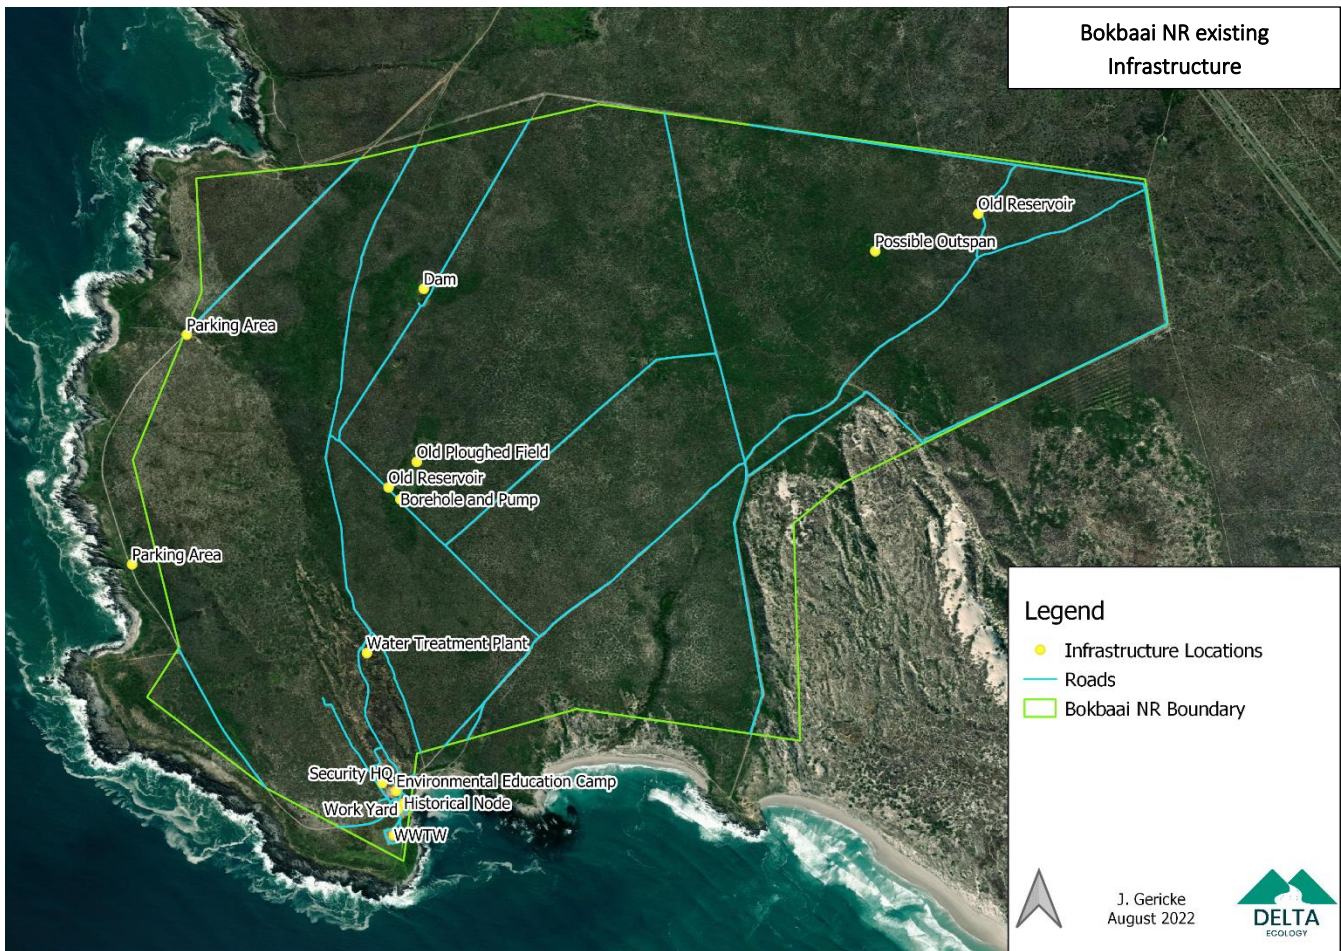 Bokbaai NR existing
Infrastructure
Old Reservoir
Possible Outspan
Dam
Parking Area
Old Ploughed Field
Old Reservoir
Borehole and Pump
Parking Area
Water Treatment Plant
Security HQ
Environmental Education Camp
Work Yard
Historical Node
WWTW
Legend
Infrastructure Locations
Roads
Bokbaai NR Boundary
J. Gericke
August 2022
DELTA
ECOLOGY